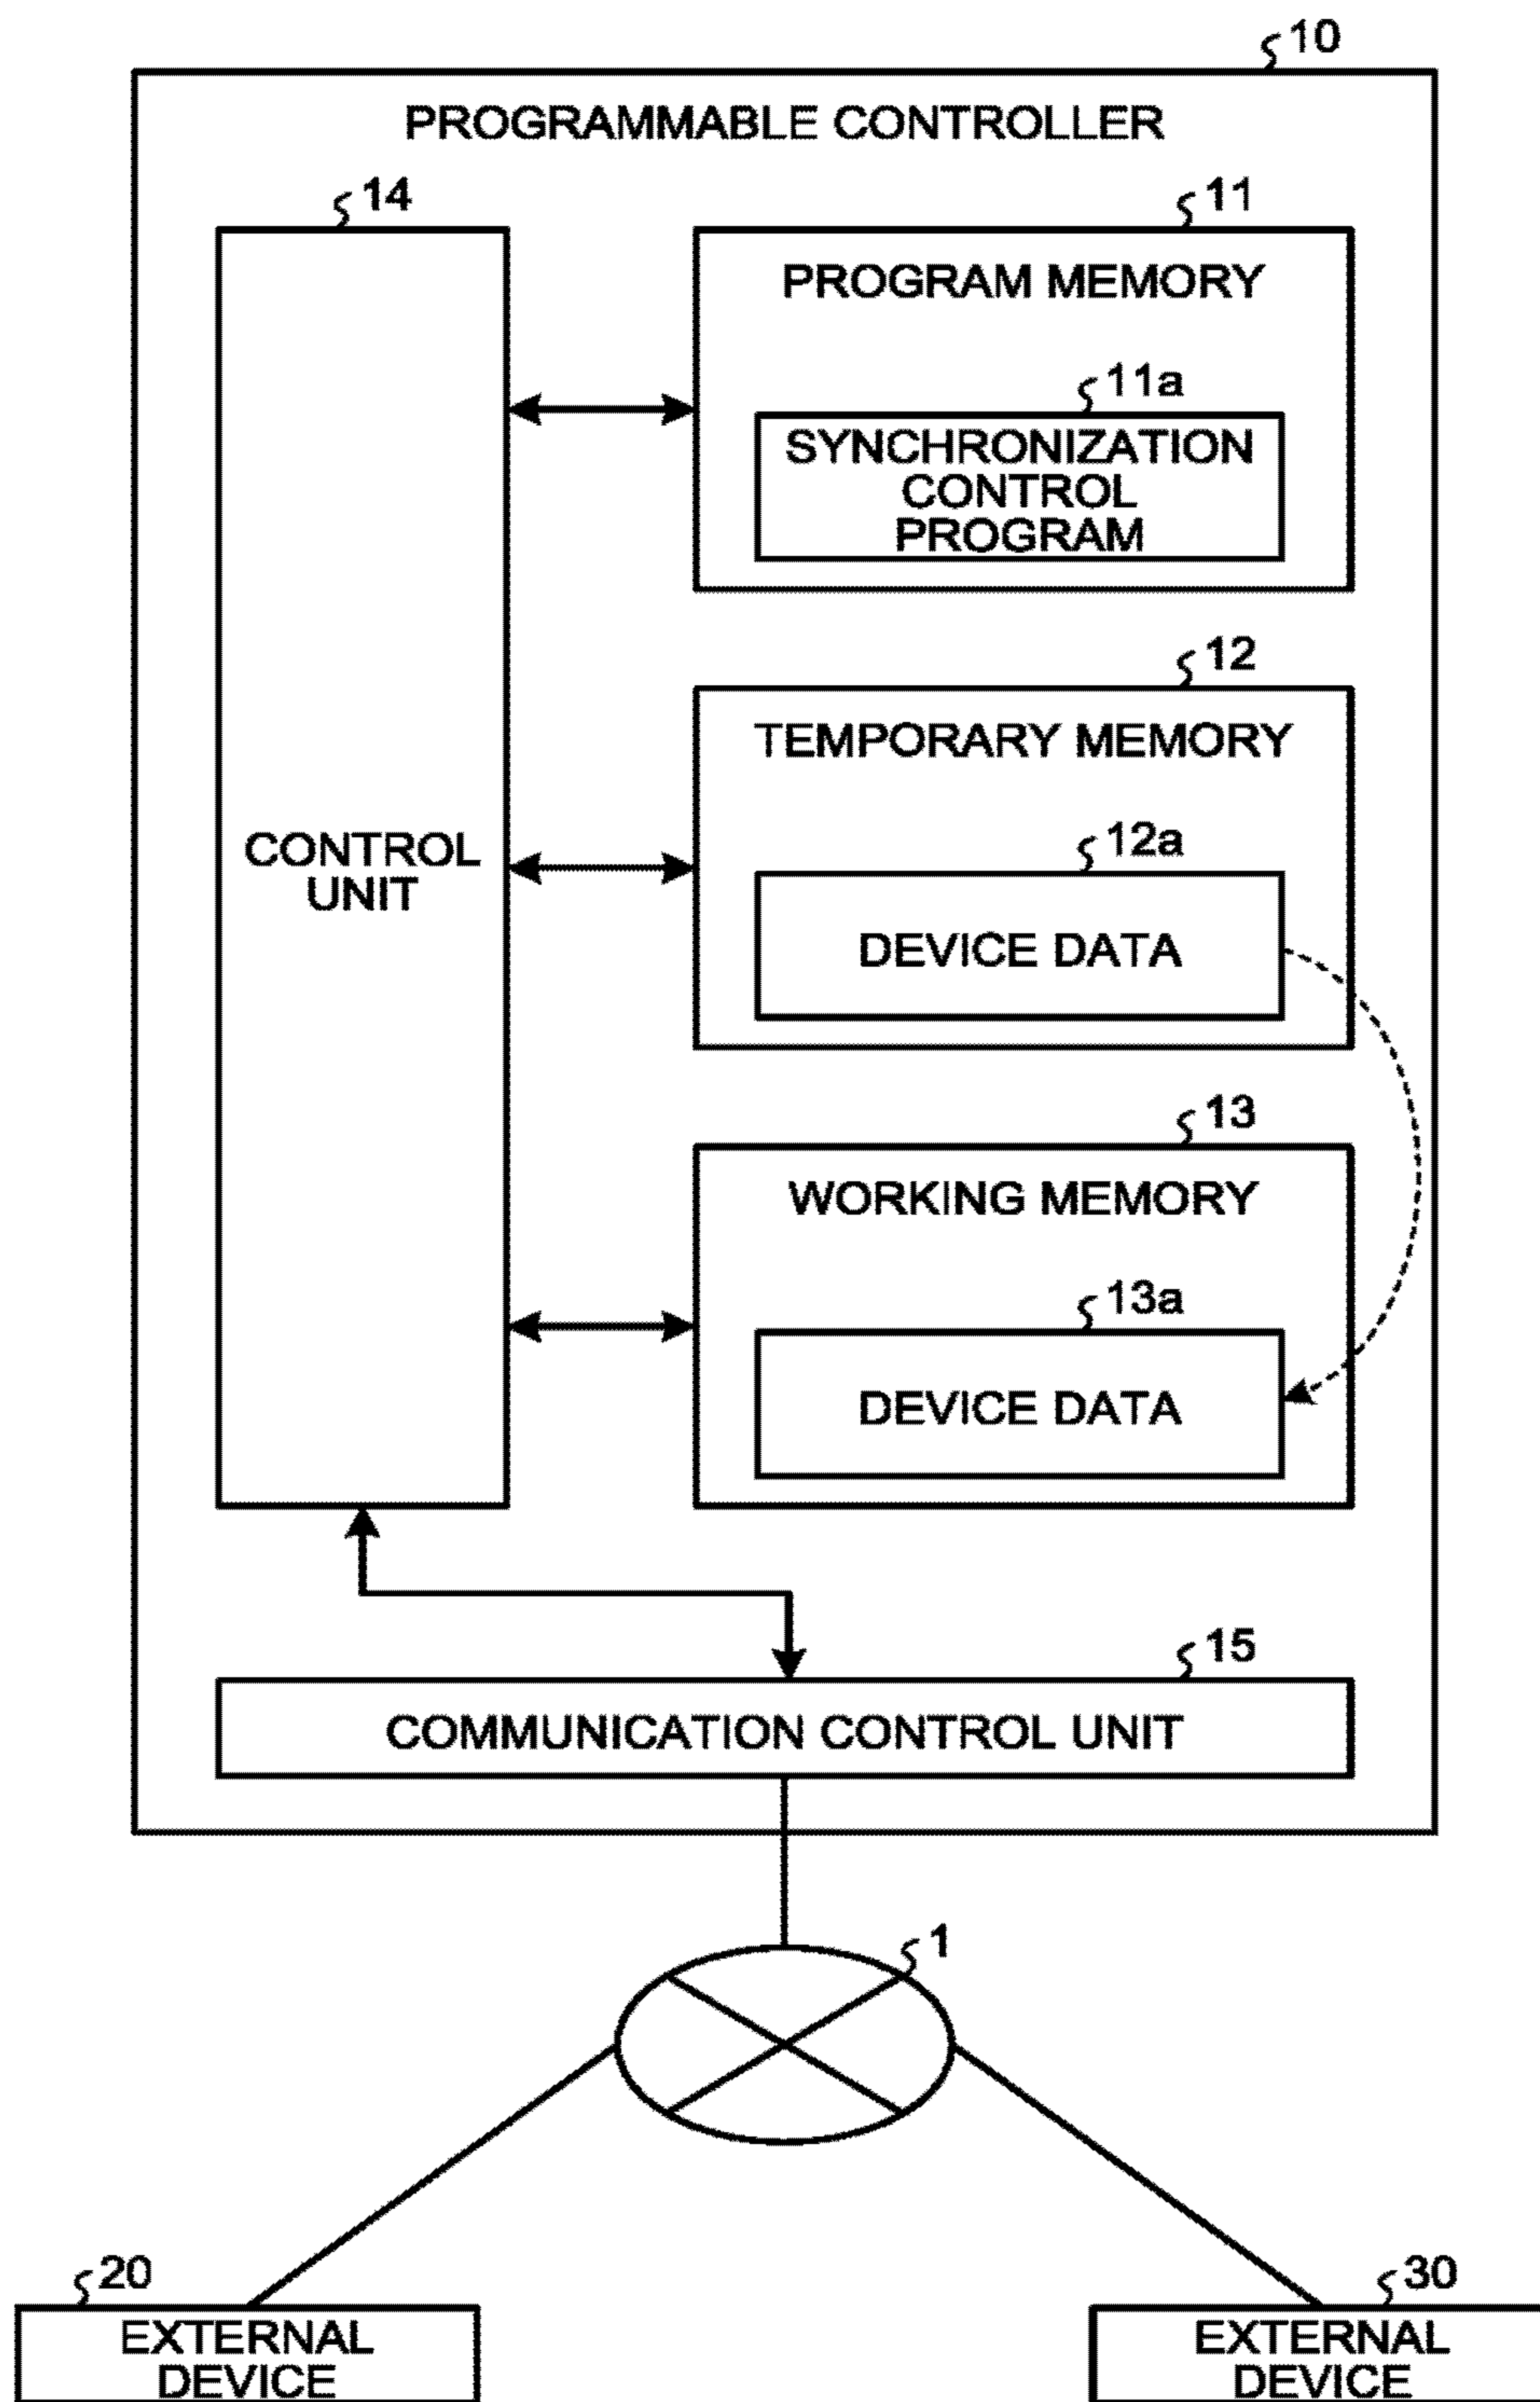 10
PROGRAMMABLE CONTROLLER
14
11
PROGRAM MEMORY
11a
SYNCHRONIZATION
CONTROL
PROGRAM
12
TEMPORARY MEMORY
CONTROL
UNIT
12a
DEVICE DATA
13
WORKING MEMORY
13a
DEVICE DATA
15
COMMUNICATION CONTROL UNIT
1
20
EXTERNAL
DEVICE
30
EXTERNAL
DEVICE